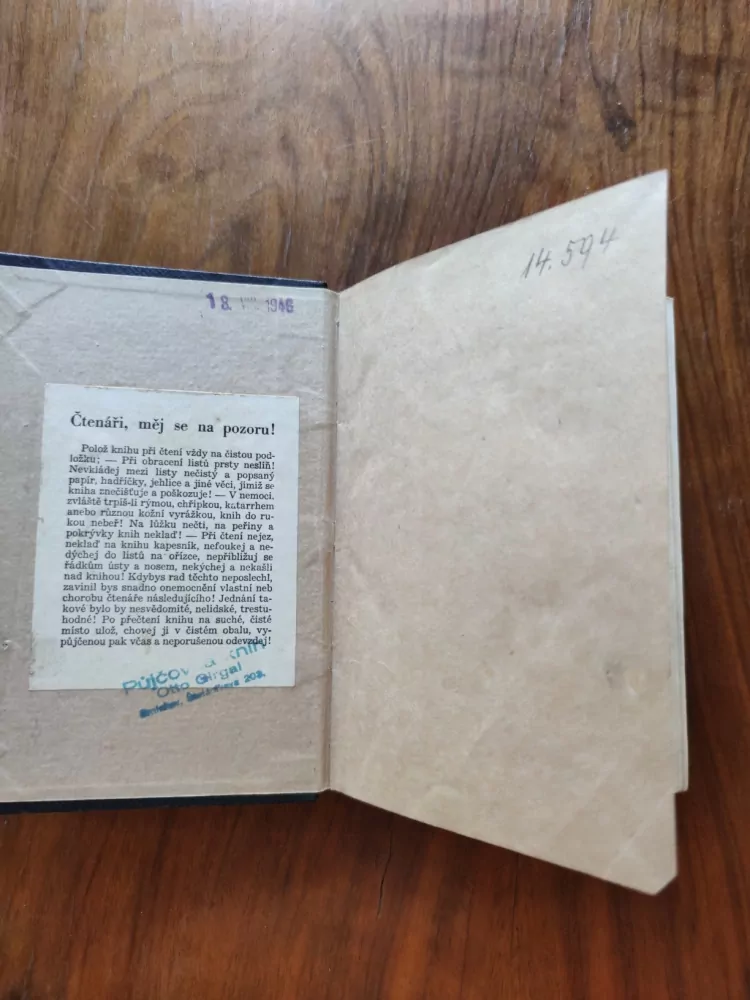 18. 1946
14.594
Čtenáři, měj se na pozoru!
Polož knihu při čtení vždy na čistou pod-
ložku; — Při obracení listů prsty neslíň!
Nevkládej mezi listy nečistý a popsaný
papír, hadříčky, jehlice a jiné věci, jimiž se
kniha znečišťuje a poškozuje! — V nemoci,
zvláště trpíš-li rýmou, chřipkou, katarrhem
anebo různou kožní vyrážkou, knih do ru-
kou neber! Na lůžku nečti, na peřiny a
pokrývky knih neklaď! — Při čtení nejez,
neklaď na knihu kapesník, nefoukej a ne-
dýchej do listů na ořízce, nepřibližuj se
řádkům ústy a nosem, nekýchej a nekašli
nad knihou! Kdybys rad těchto neposlechl,
zavinil bys snadno onemocnění vlastní neb
chorobu čtenáře následujícího! Jednání ta-
kové bylo by nesvědomité, nelidské, trestu-
hodné! Po přečtení knihu na suché, čisté
místo ulož, chovej ji v čistém obalu, vy-
půjčenou pak včas a neporušenou odevzdej!
Půjčovna knih
Otto Girgal
203.